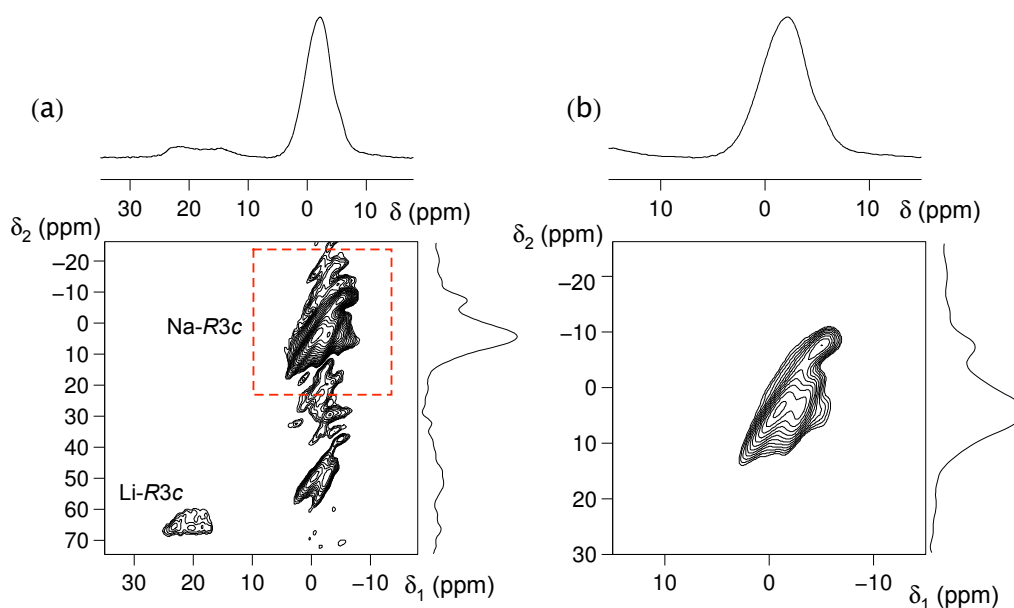 (a)
30 20 10 0 10 δ (ppm)
δ₂ (ppm)
−20
−10
0
10
20
30
40
50
60
70
Na-R3c
Li-R3c
30 20 10 0 −10 δ₁ (ppm)
(b)
10 0 10 δ (ppm)
δ₂ (ppm)
−20
−10
0
10
20
30
10 0 −10 δ₁ (ppm)